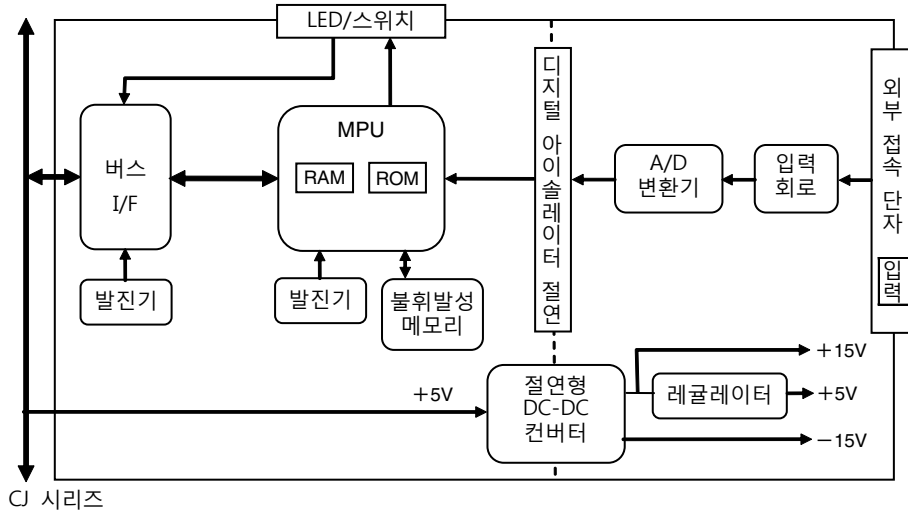 LED/스위치
디지털 아이솔레이터 절연
외부 접속 단자
MPU
RAM
ROM
버스
I/F
A/D
변환기
입력
회로
입력
발진기
발진기
불휘발성
메모리
+15V
+5V
절연형
DC-DC
컨버터
레귤레이터
+5V
−15V
CJ 시리즈